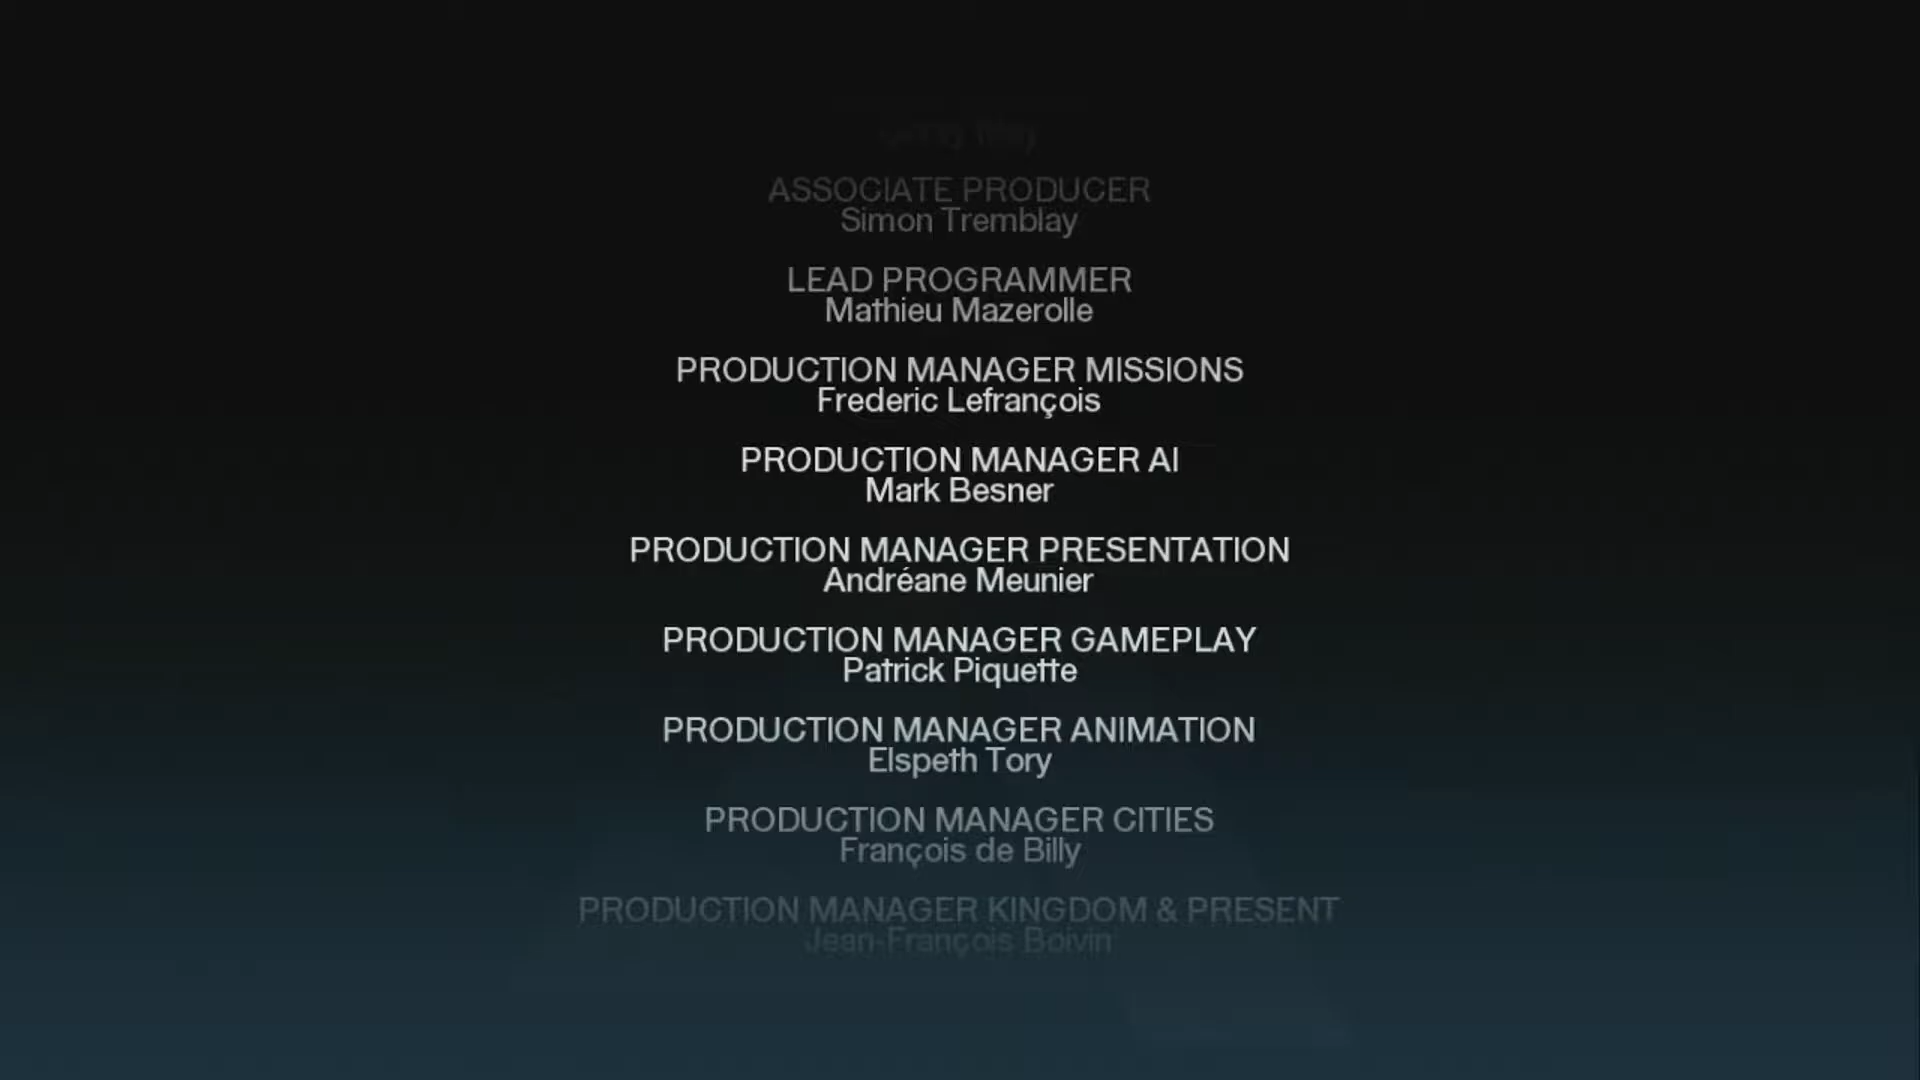 ASSOCIATE PRODUCER
Simon Tremblay
LEAD PROGRAMMER
Mathieu Mazerolle
PRODUCTION MANAGER MISSIONS
Frederic Lefrançois
PRODUCTION MANAGER AI
Mark Besner
PRODUCTION MANAGER PRESENTATION
Andréane Meunier
PRODUCTION MANAGER GAMEPLAY
Patrick Piquette
PRODUCTION MANAGER ANIMATION
Elspeth Tory
PRODUCTION MANAGER CITIES
François de Billy
PRODUCTION MANAGER KINGDOM & PRESENT
Jean-François Boivin